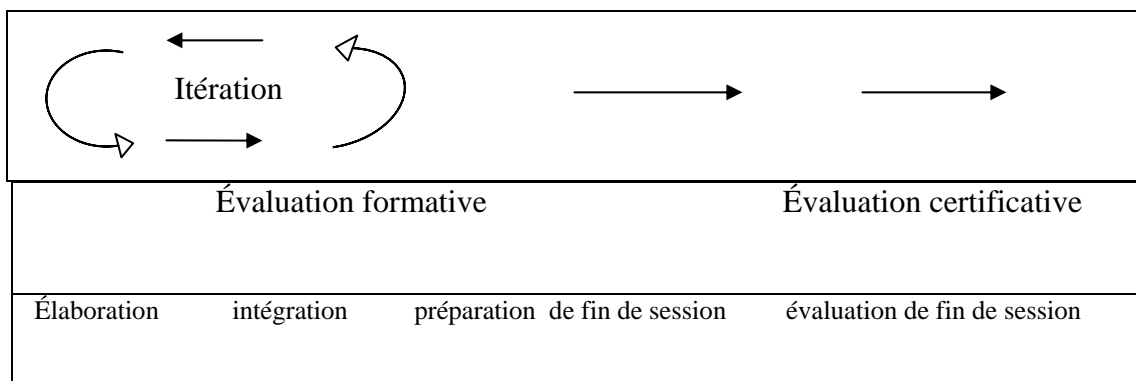 Itération
Évaluation formative Évaluation certificative
Élaboration intégration préparation de fin de session évaluation de fin de session